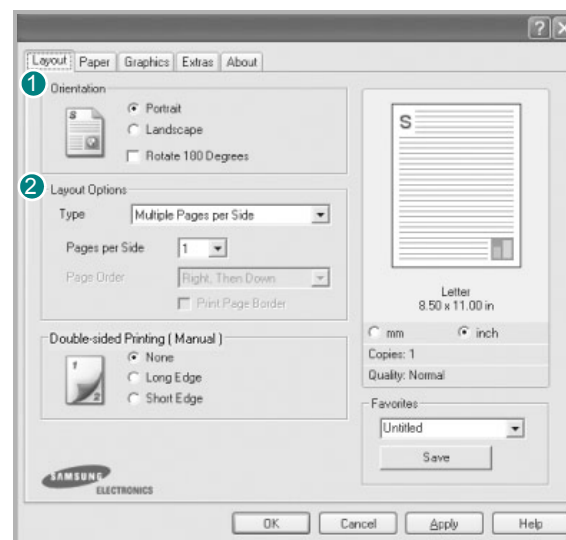 Layout Paper Graphics Extras About
1
Orientation
S
Portrait
Landscape
Rotate 180 Degrees
2
Layout Options
Type Multiple Pages per Side
Pages per Side 1
Page Order Right, Then Down
Print Page Border
Double-sided Printing ( Manual )
1
2
None
Long Edge
Short Edge
SAMSUNG
ELECTRONICS
S
Letter
8.50 x 11.00 in
mm inch
Copies: 1
Quality: Normal
Favorites
Untitled
Save
OK Cancel Apply Help